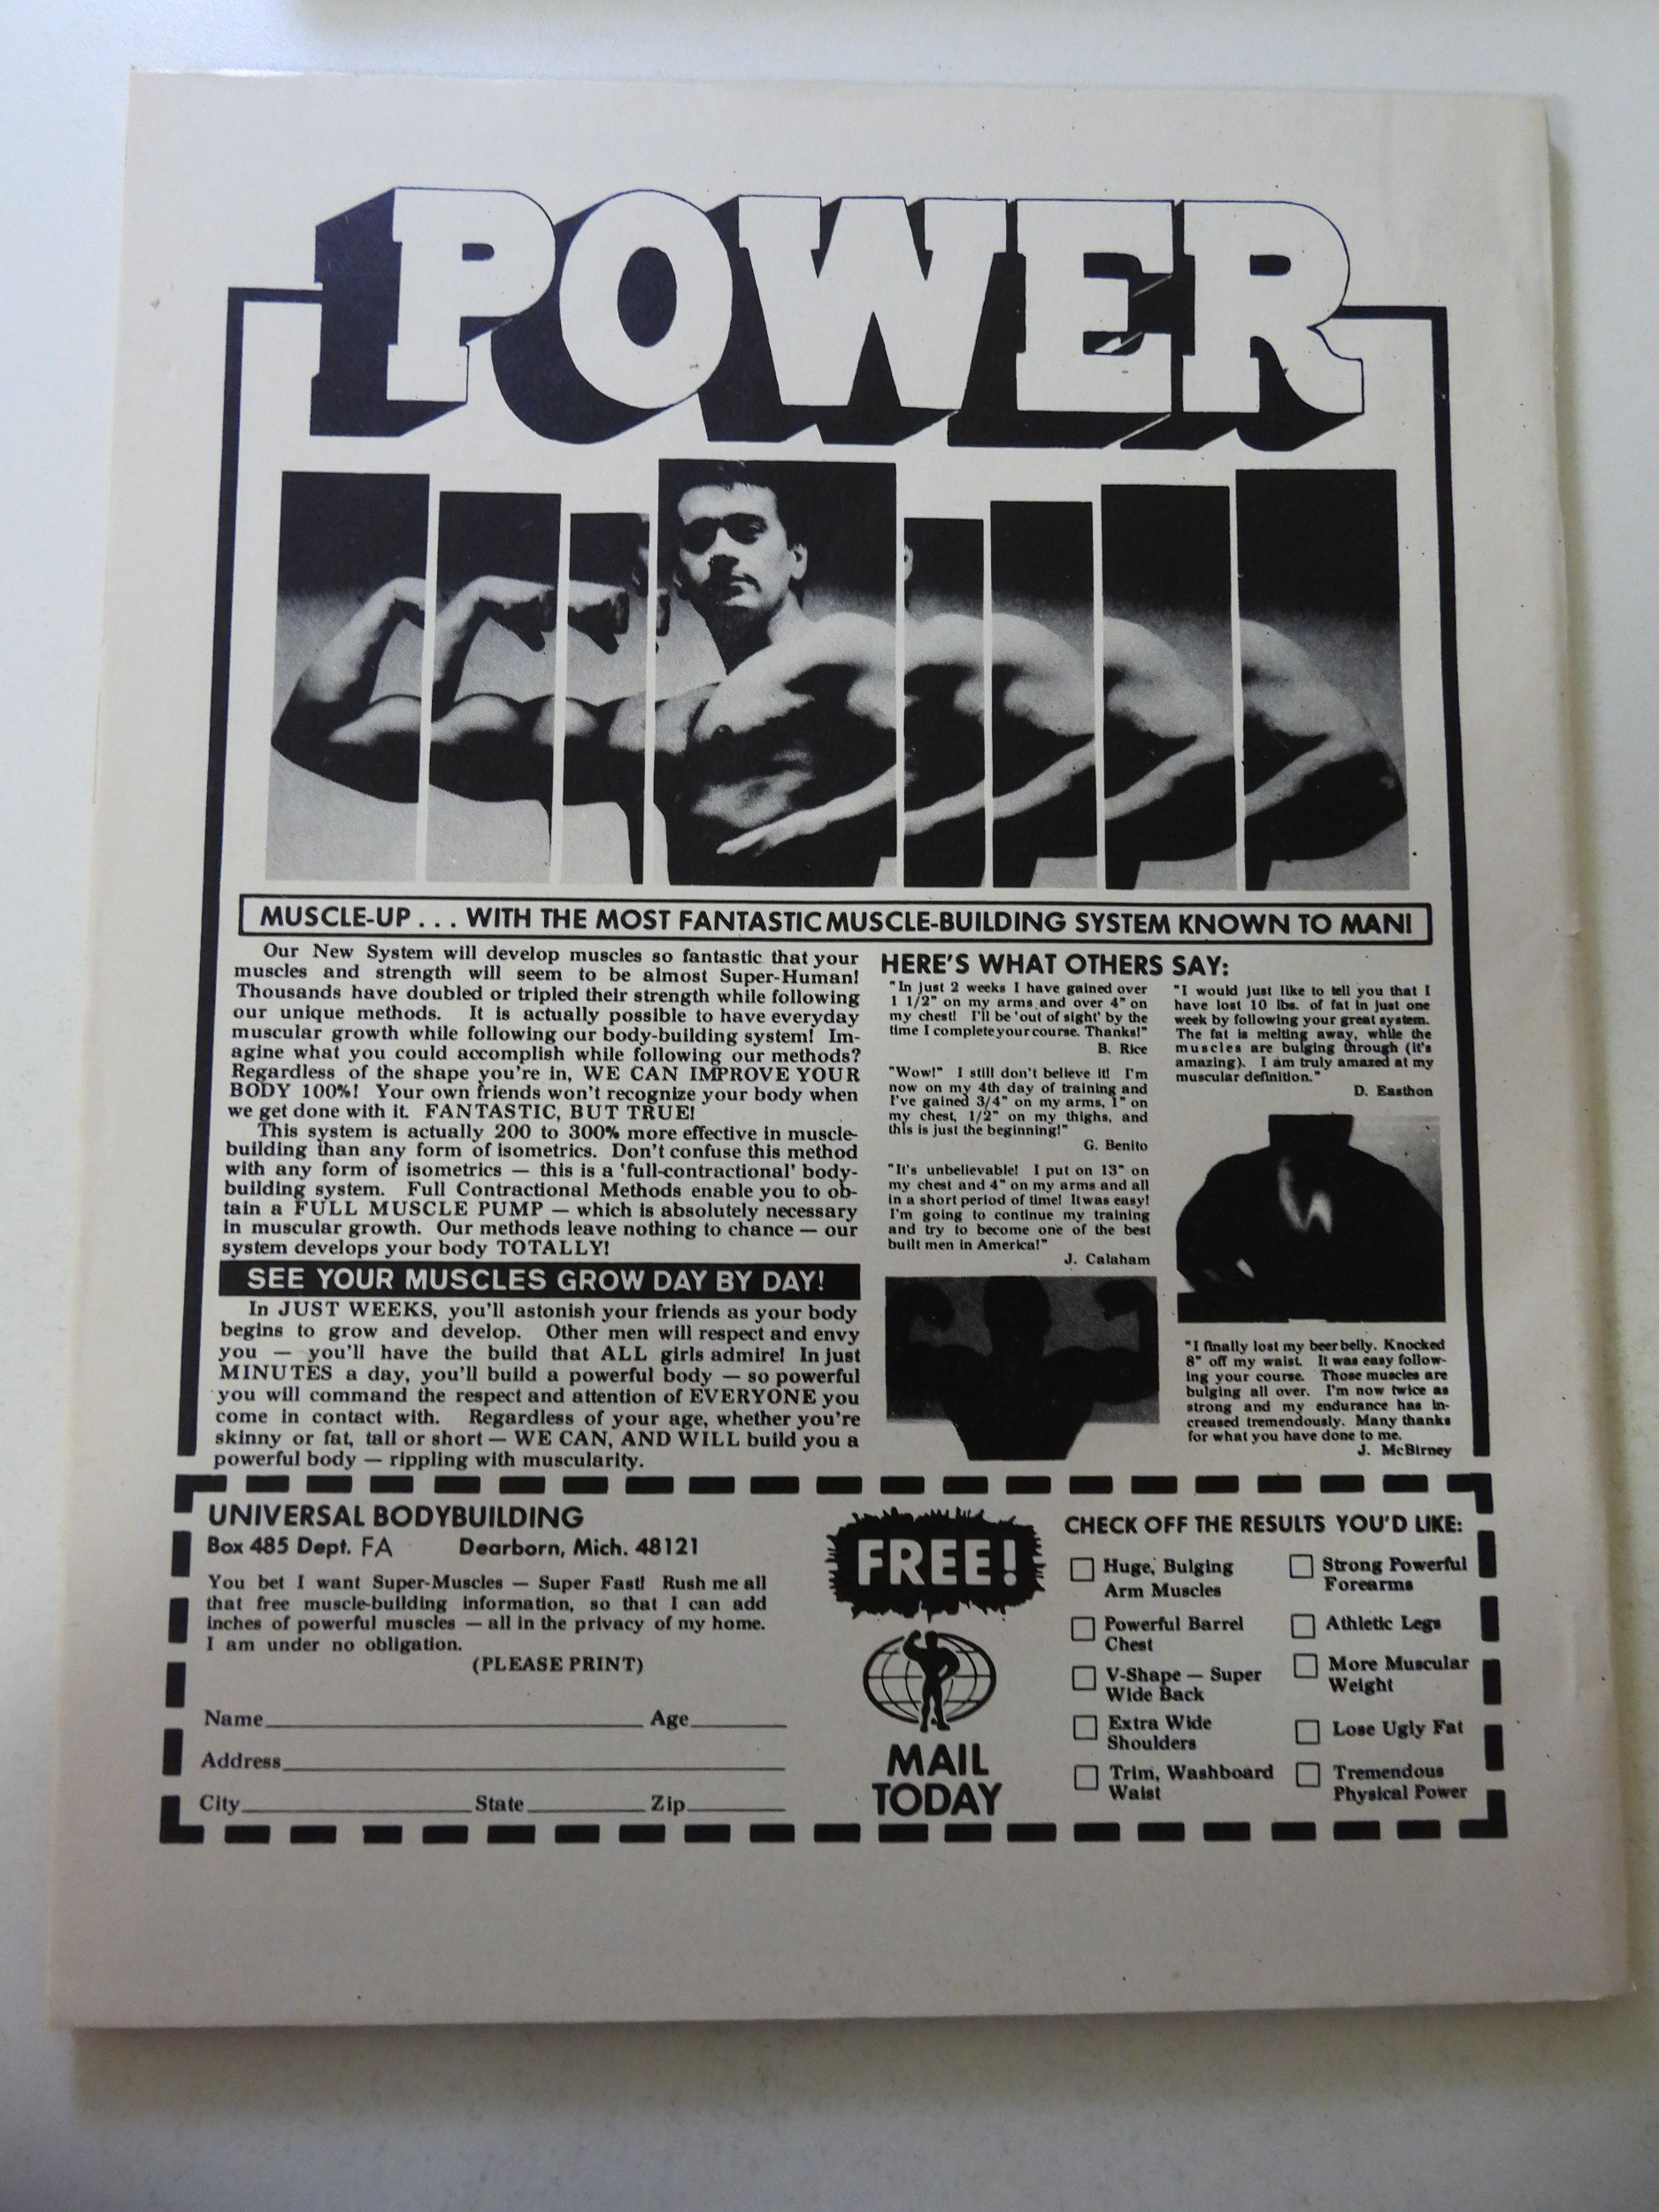 POWER
MUSCLE-UP . . . WITH THE MOST FANTASTIC MUSCLE-BUILDING SYSTEM KNOWN TO MAN!
Our New System will develop muscles so fantastic that your
muscles and strength will seem to be almost Super-Human!
Thousands have doubled or tripled their strength while following
our unique methods. It is actually possible to have everyday
muscular growth while following our body-building system! Im-
agine what you could accomplish while following our methods?
Regardless of the shape you're in, WE CAN IMPROVE YOUR
BODY 100%! Your own friends won't recognize your body when
we get done with it. FANTASTIC, BUT TRUE!
This system is actually 200 to 300% more effective in muscle-
building than any form of isometrics. Don't confuse this method
with any form of isometrics — this is a 'full-contractional' body-
building system. Full Contractional Methods enable you to ob-
tain a FULL MUSCLE PUMP — which is absolutely necessary
in muscular growth. Our methods leave nothing to chance — our
system develops your body TOTALLY!
SEE YOUR MUSCLES GROW DAY BY DAY!
In JUST WEEKS, you'll astonish your friends as your body
begins to grow and develop. Other men will respect and envy
you — you'll have the build that ALL girls admire! In just
MINUTES a day, you'll build a powerful body — so powerful
you will command the respect and attention of EVERYONE you
come in contact with. Regardless of your age, whether you're
skinny or fat, tall or short — WE CAN, AND WILL build you a
powerful body — rippling with muscularity.
HERE'S WHAT OTHERS SAY:
"In just 2 weeks I have gained over
1 1/2" on my arms and over 4" on
my chest! I'll be 'out of sight' by the
time I complete your course. Thanks!"
B. Rice
"Wow!" I still don't believe it! I'm
now on my 4th day of training and
I've gained 3/4" on my arms, 1" on
my chest, 1/2" on my thighs, and
this is just the beginning!"
G. Benito
"It's unbelievable! I put on 13" on
my chest and 4" on my arms and all
in a short period of time! It was easy!
I'm going to continue my training
and try to become one of the best
built men in America!"
J. Calaham
"I would just like to tell you that I
have lost 10 lbs. of fat in just one
week by following your great system.
The fat is melting away, while the
muscles are bulging through (it's
amazing). I am truly amazed at my
muscular definition."
D. Easthon
"I finally lost my beer belly. Knocked
8" off my waist. It was easy follow-
ing your course. Those muscles are
bulging all over. I'm now twice as
strong and my endurance has in-
creased tremendously. Many thanks
for what you have done to me.
J. McBirney
UNIVERSAL BODYBUILDING
Box 485 Dept. FA Dearborn, Mich. 48121
You bet I want Super-Muscles — Super Fast! Rush me all
that free muscle-building information, so that I can add
inches of powerful muscles — all in the privacy of my home.
I am under no obligation.
(PLEASE PRINT)
Name Age
Address
City State Zip
FREE!
MAIL
TODAY
CHECK OFF THE RESULTS YOU'D LIKE:
Huge, Bulging
Arm Muscles
Powerful Barrel
Chest
V-Shape — Super
Wide Back
Extra Wide
Shoulders
Trim, Washboard
Waist
Strong Powerful
Forearms
Athletic Legs
More Muscular
Weight
Lose Ugly Fat
Tremendous
Physical Power